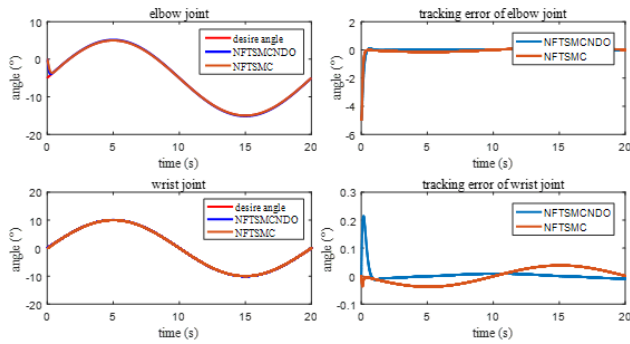 elbow joint
tracking error of elbow joint
angle (°)
10
0
-10
-20
desire angle
NFTSMCNDO
NFTSMC
0
5
10
15
20
time (s)
angle (°)
2
0
-2
-4
-6
NFTSMCNDO
NFTSMC
0
5
10
15
20
time (s)
wrist joint
tracking error of wrist joint
angle (°)
20
10
0
-10
-20
desire angle
NFTSMCNDO
NFTSMC
0
5
10
15
20
time (s)
angle (°)
0.3
0.2
0.1
0
-0.1
NFTSMCNDO
NFTSMC
0
5
10
15
20
time (s)